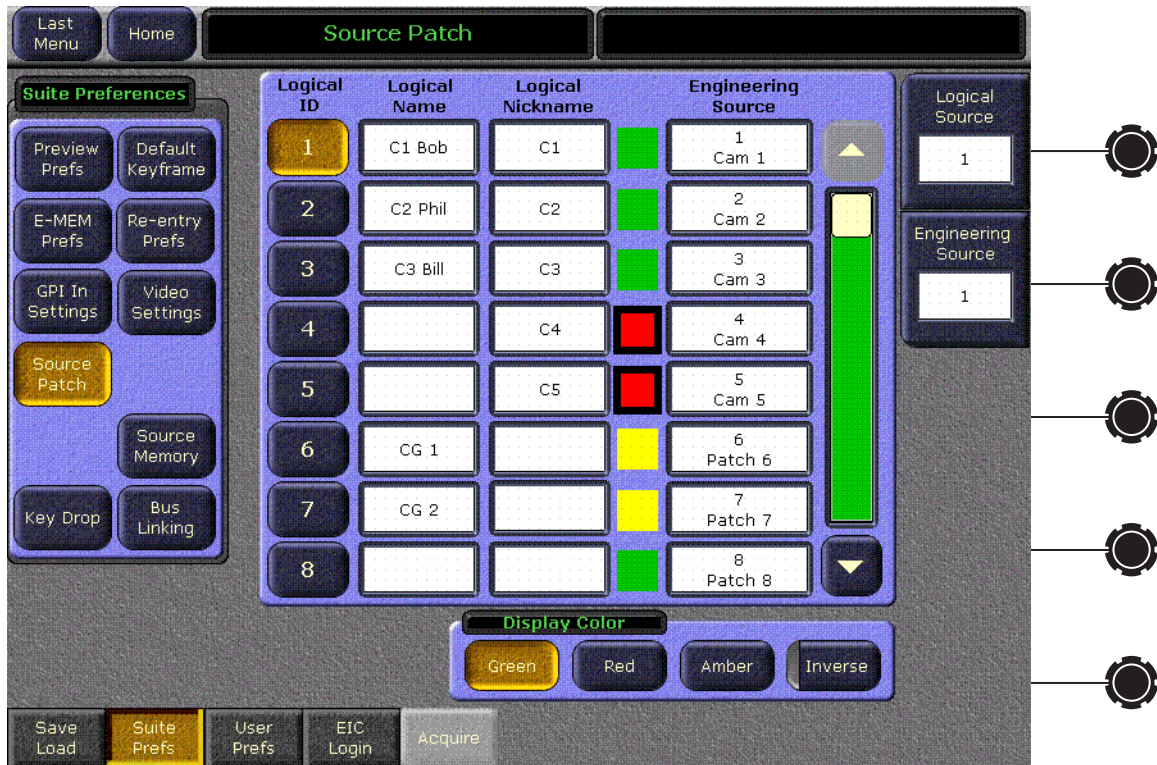 Last
Menu
Home
Source Patch
Suite Preferences
Preview
Prefs
Default
Keyframe
E-MEM
Prefs
Re-entry
Prefs
GPI In
Settings
Video
Settings
Source
Patch
Source
Memory
Key Drop
Bus
Linking
Logical
ID
Logical
Name
Logical
Nickname
Engineering
Source
1
C1 Bob
C1
1
Cam 1
2
C2 Phil
C2
2
Cam 2
3
C3 Bill
C3
3
Cam 3
4
C4
4
Cam 4
5
C5
5
Cam 5
6
CG 1
6
Patch 6
7
CG 2
7
Patch 7
8
8
Patch 8
Logical
Source
1
Engineering
Source
1
Display Color
Green
Red
Amber
Inverse
Save
Load
Suite
Prefs
User
Prefs
EIC
Login
Acquire